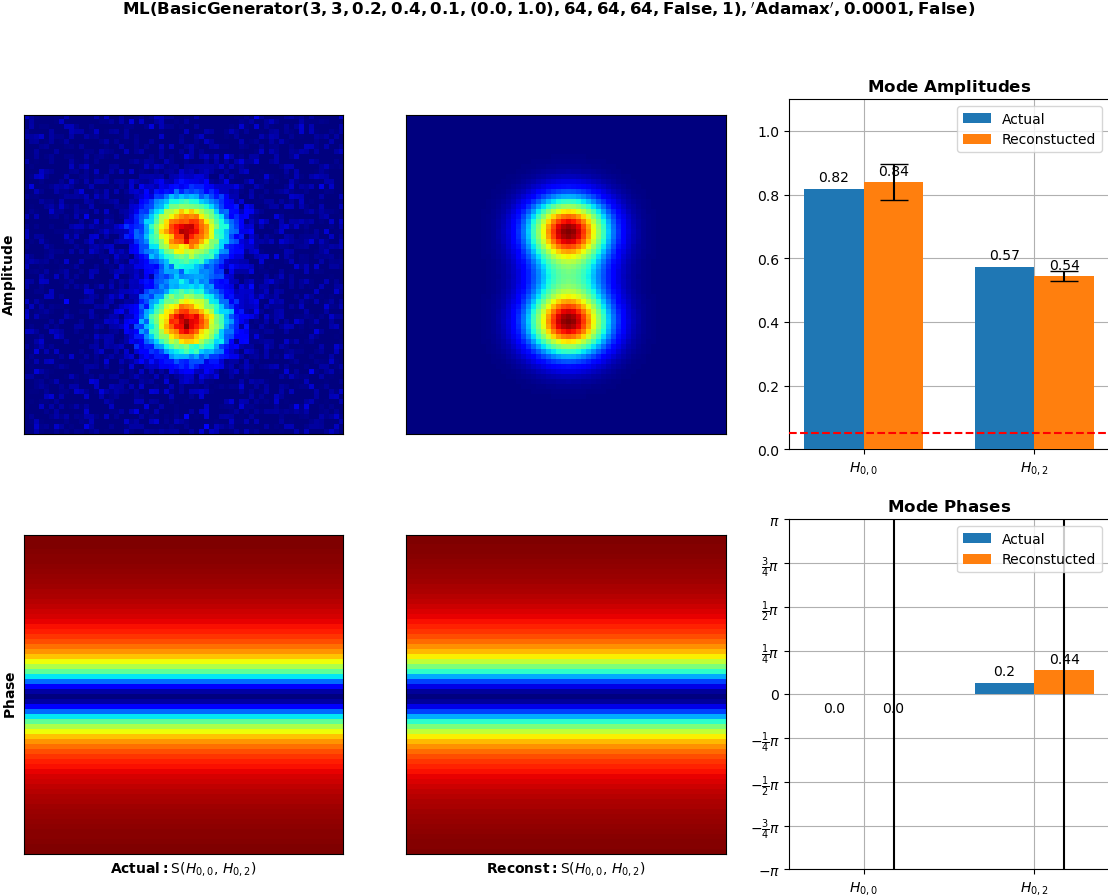 ML(BasicGenerator(3, 3, 0.2, 0.4, 0.1, (0.0, 1.0), 64, 64, 64, False, 1), ′Adamax′, 0.0001, False)
Amplitude
Mode Amplitudes
Actual
Reconstucted
1.0
0.8
0.6
0.4
0.2
0.0
0.82
0.84
0.57
0.54
H0, 0
H0, 2
Phase
Actual: S(H0, 0, H0, 2)
Reconst: S(H0, 0, H0, 2)
Mode Phases
Actual
Reconstucted
π
3/4π
1/2π
1/4π
0
−1/4π
−1/2π
−3/4π
−π
0.0
0.0
0.2
0.44
H0, 0
H0, 2